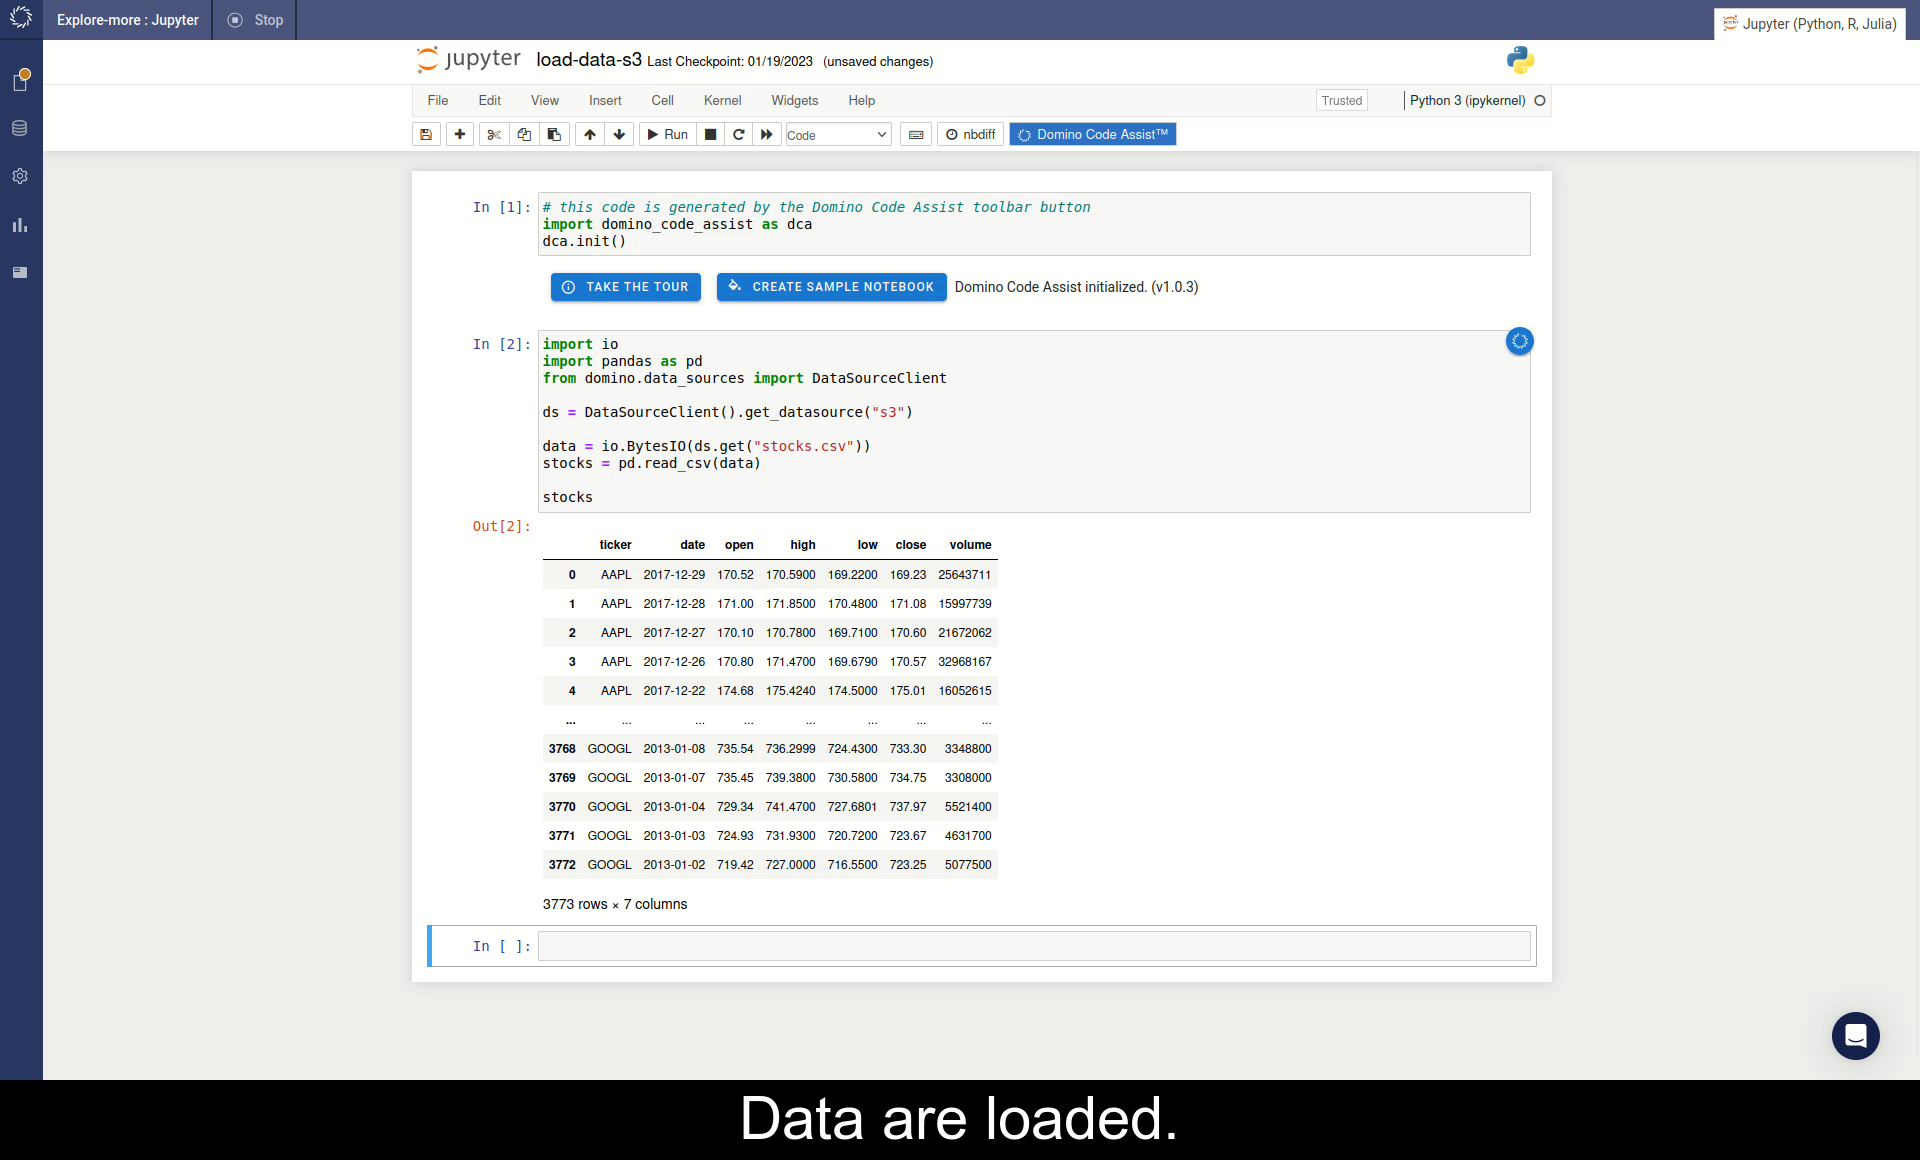 Explore-more : Jupyter
Stop
Jupyter (Python, R, Julia)
jupyter load-data-s3 Last Checkpoint: 01/19/2023 (unsaved changes)
File Edit View Insert Cell Kernel Widgets Help
Trusted
Python 3 (ipykernel)
Run
Code
nbdiff
Domino Code Assist™
In [1]: # this code is generated by the Domino Code Assist toolbar button
import domino_code_assist as dca
dca.init()
TAKE THE TOUR
CREATE SAMPLE NOTEBOOK
Domino Code Assist initialized. (v1.0.3)
In [2]: import io
import pandas as pd
from domino.data_sources import DataSourceClient
ds = DataSourceClient().get_datasource("s3")
data = io.BytesIO(ds.get("stocks.csv"))
stocks = pd.read_csv(data)
stocks
Out[2]:
ticker date open high low close volume
0 AAPL 2017-12-29 170.52 170.5900 169.2200 169.23 25643711
1 AAPL 2017-12-28 171.00 171.8500 170.4800 171.08 15997739
2 AAPL 2017-12-27 170.10 170.7800 169.7100 170.60 21672062
3 AAPL 2017-12-26 170.80 171.4700 169.6790 170.57 32968167
4 AAPL 2017-12-22 174.68 175.4240 174.5000 175.01 16052615
... ... ... ... ... ... ... ...
3768 GOOGL 2013-01-08 735.54 736.2999 724.4300 733.30 3348800
3769 GOOGL 2013-01-07 735.45 739.3800 730.5800 734.75 3308000
3770 GOOGL 2013-01-04 729.34 741.4700 727.6801 737.97 5521400
3771 GOOGL 2013-01-03 724.93 731.9300 720.7200 723.67 4631700
3772 GOOGL 2013-01-02 719.42 727.0000 716.5500 723.25 5077500
3773 rows × 7 columns
In [ ]:
Data are loaded.